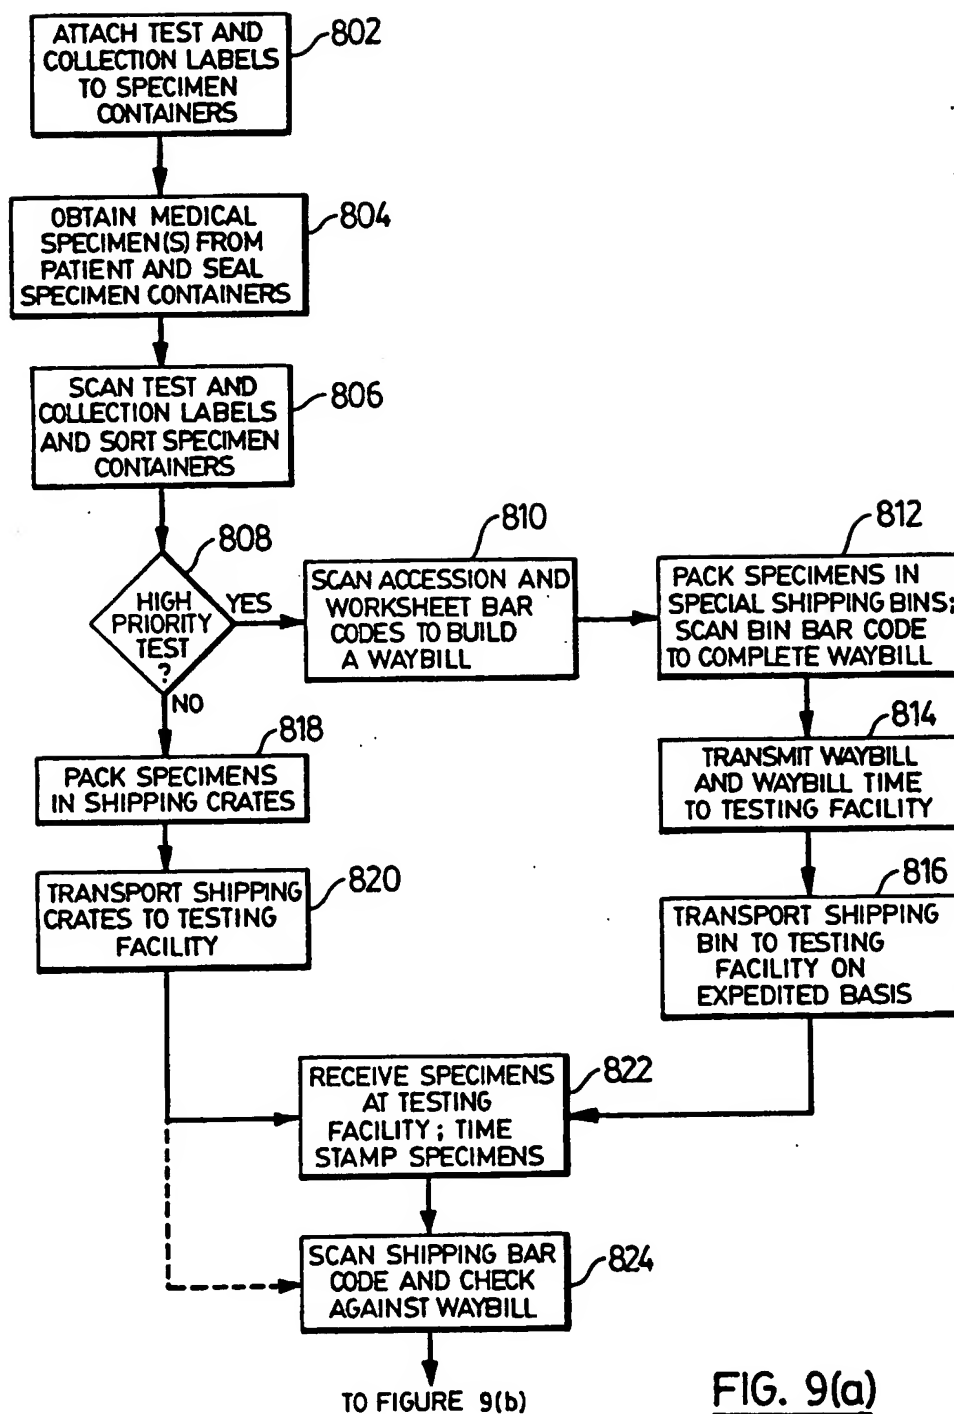 ATTACH TEST AND
COLLECTION LABELS
TO SPECIMEN
CONTAINERS
802
OBTAIN MEDICAL
SPECIMEN(S) FROM
PATIENT AND SEAL
SPECIMEN CONTAINERS
804
SCAN TEST AND
COLLECTION LABELS
AND SORT SPECIMEN
CONTAINERS
806
HIGH
PRIORITY
TEST
?
808
YES
NO
SCAN ACCESSION AND
WORKSHEET BAR
CODES TO BUILD
A WAYBILL
810
PACK SPECIMENS IN
SPECIAL SHIPPING BINS;
SCAN BIN BAR CODE
TO COMPLETE WAYBILL
812
TRANSMIT WAYBILL
AND WAYBILL TIME
TO TESTING FACILITY
814
TRANSPORT SHIPPING
BIN TO TESTING
FACILITY ON
EXPEDITED BASIS
816
PACK SPECIMENS
IN SHIPPING CRATES
818
TRANSPORT SHIPPING
CRATES TO TESTING
FACILITY
820
RECEIVE SPECIMENS
AT TESTING
FACILITY; TIME
STAMP SPECIMENS
822
SCAN SHIPPING BAR
CODE AND CHECK
AGAINST WAYBILL
824
TO FIGURE 9(b)
FIG. 9(a)